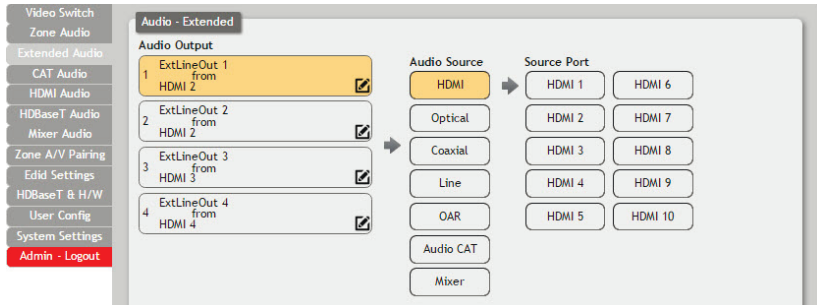 Video Switch
Zone Audio
Extended Audio
CAT Audio
HDMI Audio
HDBaseT Audio
Mixer Audio
Zone A/V Pairing
Edid Settings
HDBaseT & H/W
User Config
System Settings
Admin - Logout
Audio - Extended
Audio Output
1
ExtLineOut 1
from
HDMI 2
2
ExtLineOut 2
from
HDMI 2
3
ExtLineOut 3
from
HDMI 3
4
ExtLineOut 4
from
HDMI 4
Audio Source
HDMI
Optical
Coaxial
Line
OAR
Audio CAT
Mixer
Source Port
HDMI 1
HDMI 6
HDMI 2
HDMI 7
HDMI 3
HDMI 8
HDMI 4
HDMI 9
HDMI 5
HDMI 10